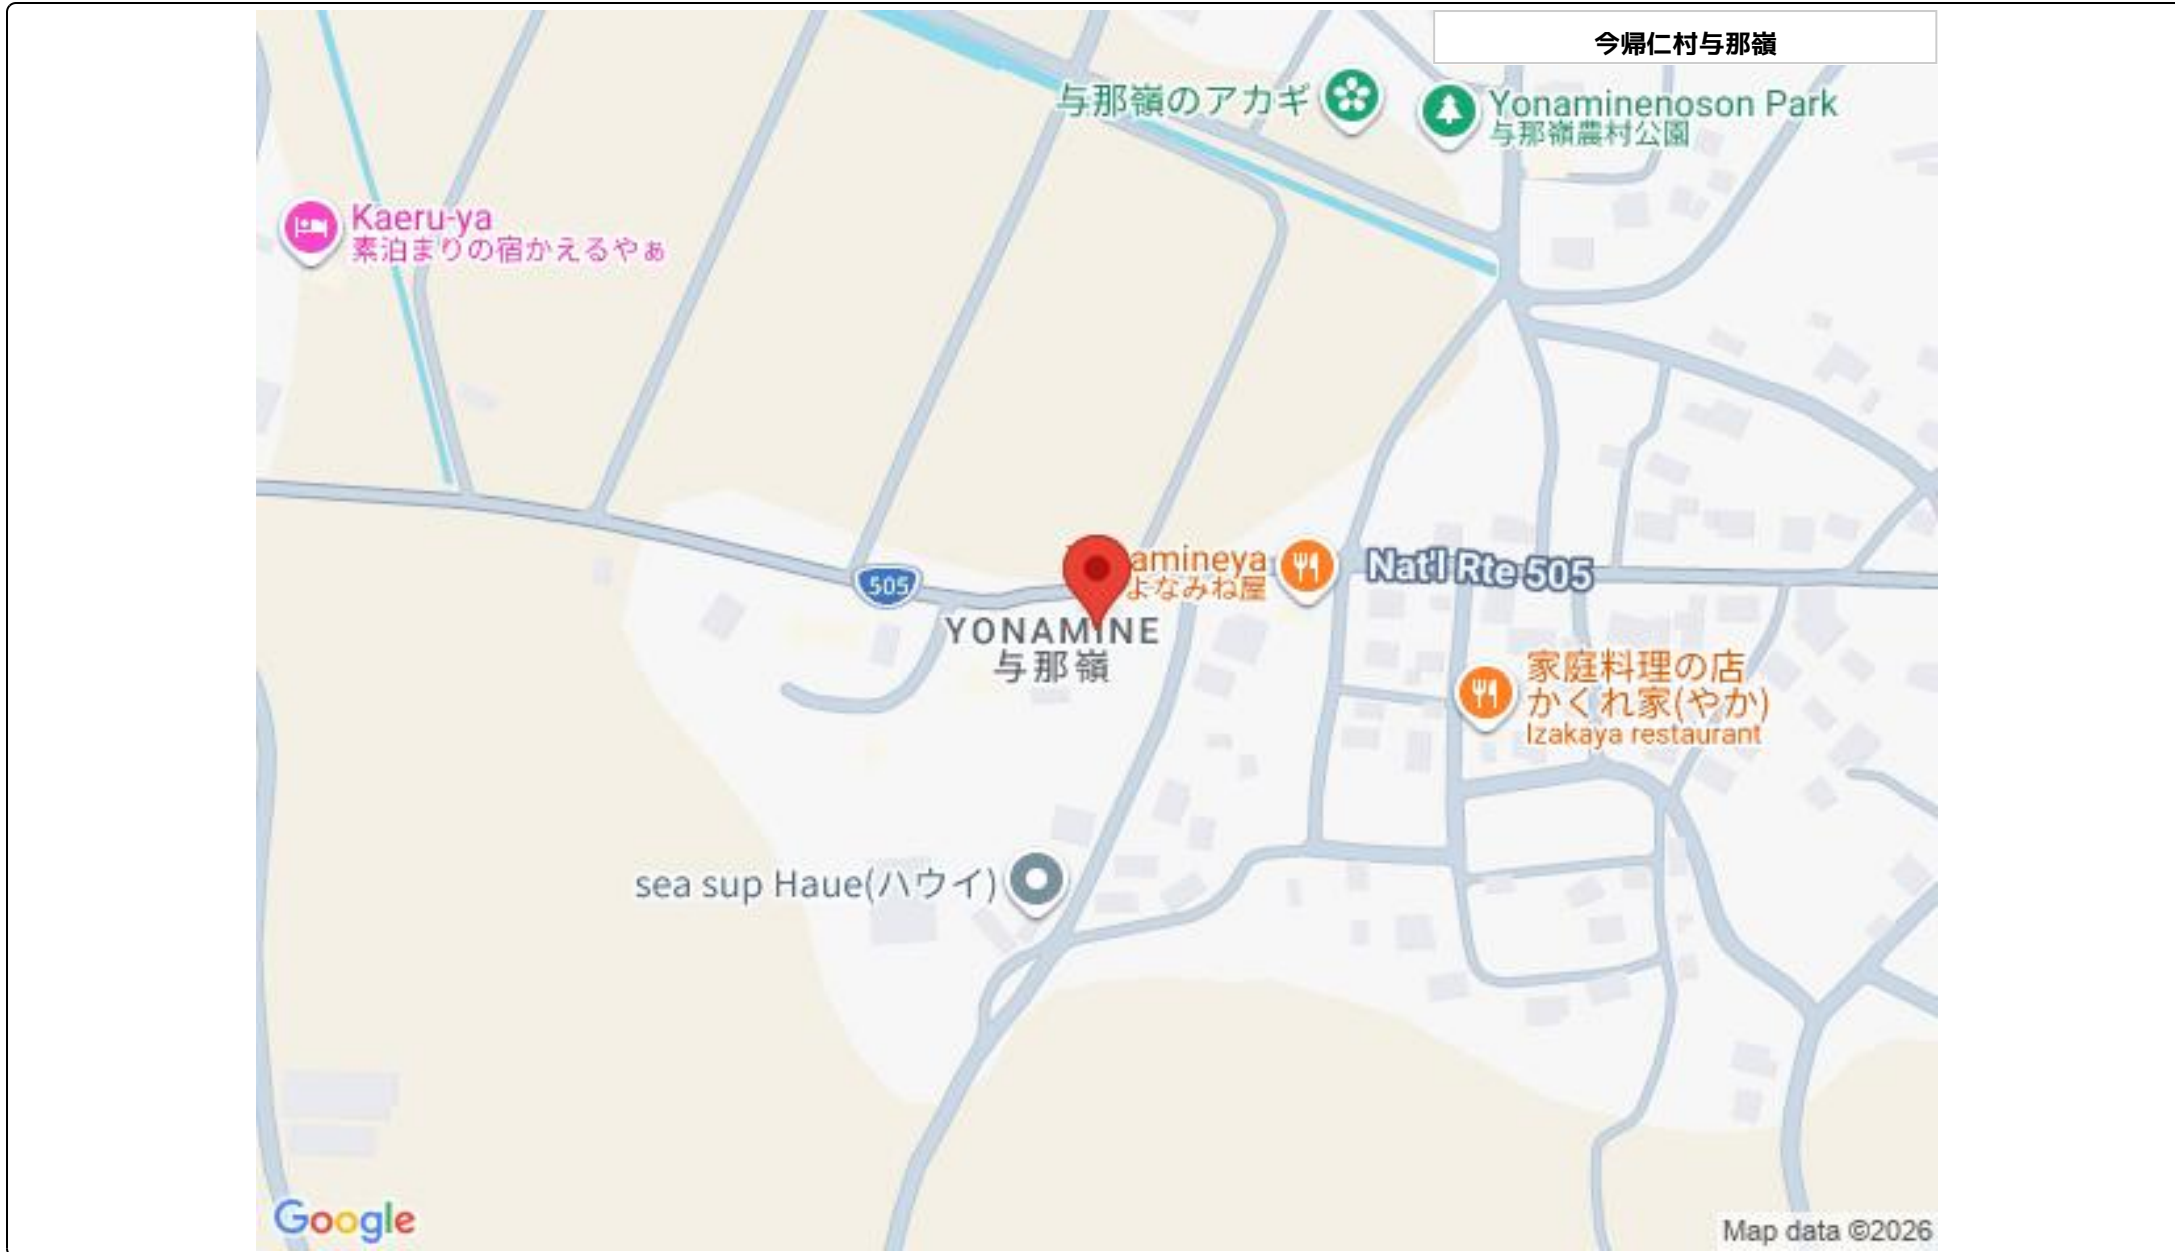 今帰仁村与那嶺
与那嶺のアカギ
Yonaminenoson Park
与那嶺農村公園
Kaeru-ya
素泊まりの宿かえるやぁ
amineya
よなみね屋
Nat'l Rte 505
505
YONAMINE
与那嶺
家庭料理の店
かくれ家(やか)
Izakaya restaurant
sea sup Haue(ハウイ)
Google
Map data ©2026